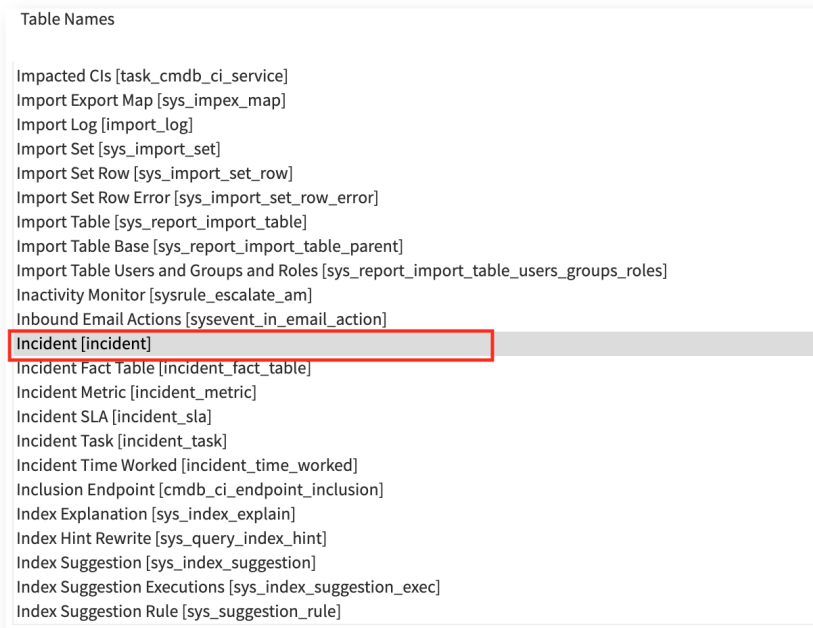 Table Names
Impacted CIs [task_cmdb_ci_service]
Import Export Map [sys_impex_map]
Import Log [import_log]
Import Set [sys_import_set]
Import Set Row [sys_import_set_row]
Import Set Row Error [sys_import_set_row_error]
Import Table [sys_report_import_table]
Import Table Base [sys_report_import_table_parent]
Import Table Users and Groups and Roles [sys_report_import_table_users_groups_roles]
Inactivity Monitor [sysrule_escalate_am]
Inbound Email Actions [sysevent_in_email_action]
Incident [incident]
Incident Fact Table [incident_fact_table]
Incident Metric [incident_metric]
Incident SLA [incident_sla]
Incident Task [incident_task]
Incident Time Worked [incident_time_worked]
Inclusion Endpoint [cmdb_ci_endpoint_inclusion]
Index Explanation [sys_index_explain]
Index Hint Rewrite [sys_query_index_hint]
Index Suggestion [sys_index_suggestion]
Index Suggestion Executions [sys_index_suggestion_exec]
Index Suggestion Rule [sys_suggestion_rule]